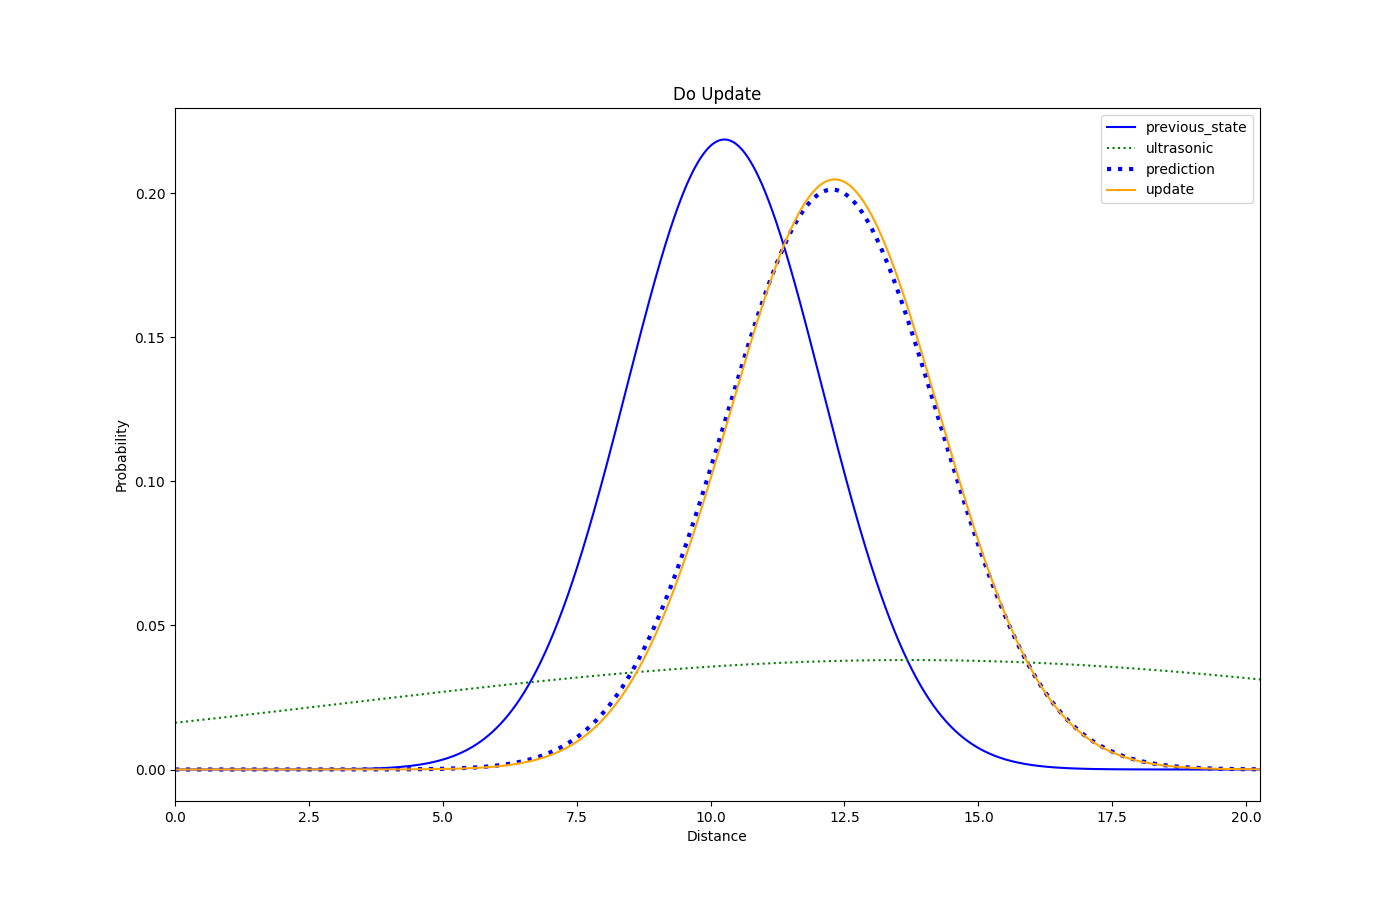 Do Update
previous_state
ultrasonic
prediction
update
0.20
0.15
0.10
0.05
0.00
Probability
0.0 2.5 5.0 7.5 10.0 12.5 15.0 17.5 20.0
Distance